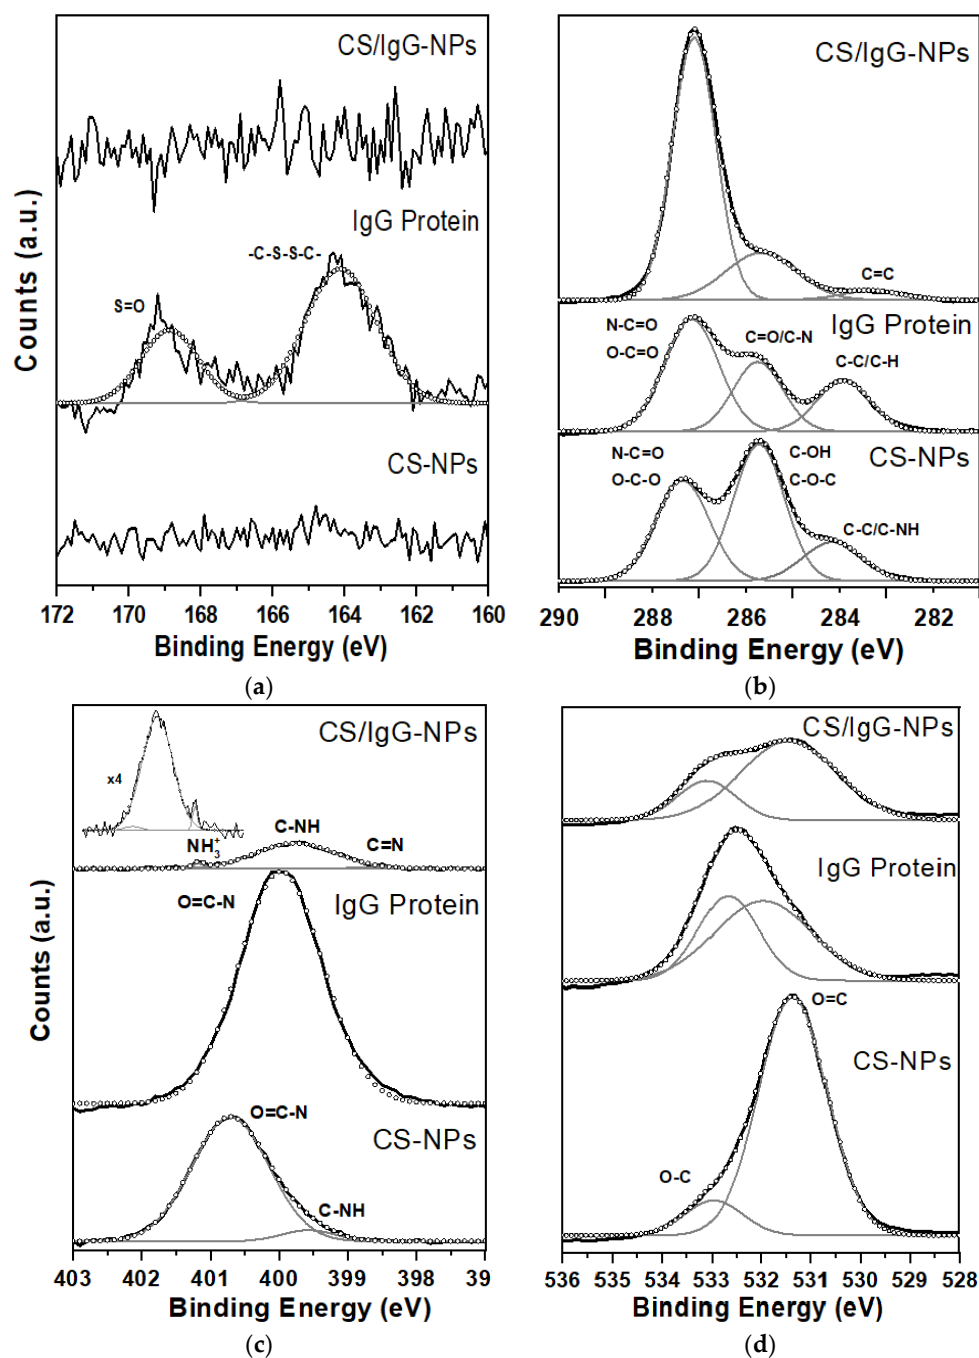 CS/IgG-NPs
IgG Protein
-C-S-S-C-
S=O
CS-NPs
Counts (a.u.)
172 170 168 166 164 162 160
Binding Energy (eV)
(a)
CS/IgG-NPs
C=C
IgG Protein
N-C=O
O-C=O
C=O/C-N
C-C/C-H
CS-NPs
N-C=O
O-C-O
C-OH
C-O-C
C-C/C-NH
290 288 286 284 282
Binding Energy (eV)
(b)
CS/IgG-NPs
x4
NH3+
C-NH
C=N
O=C-N
IgG Protein
O=C-N
CS-NPs
C-NH
Counts (a.u.)
403 402 401 400 399 398 39
Binding Energy (eV)
(c)
CS/IgG-NPs
IgG Protein
O=C
CS-NPs
O-C
536 535 533 532 531 530 529 528
Binding Energy (eV)
(d)